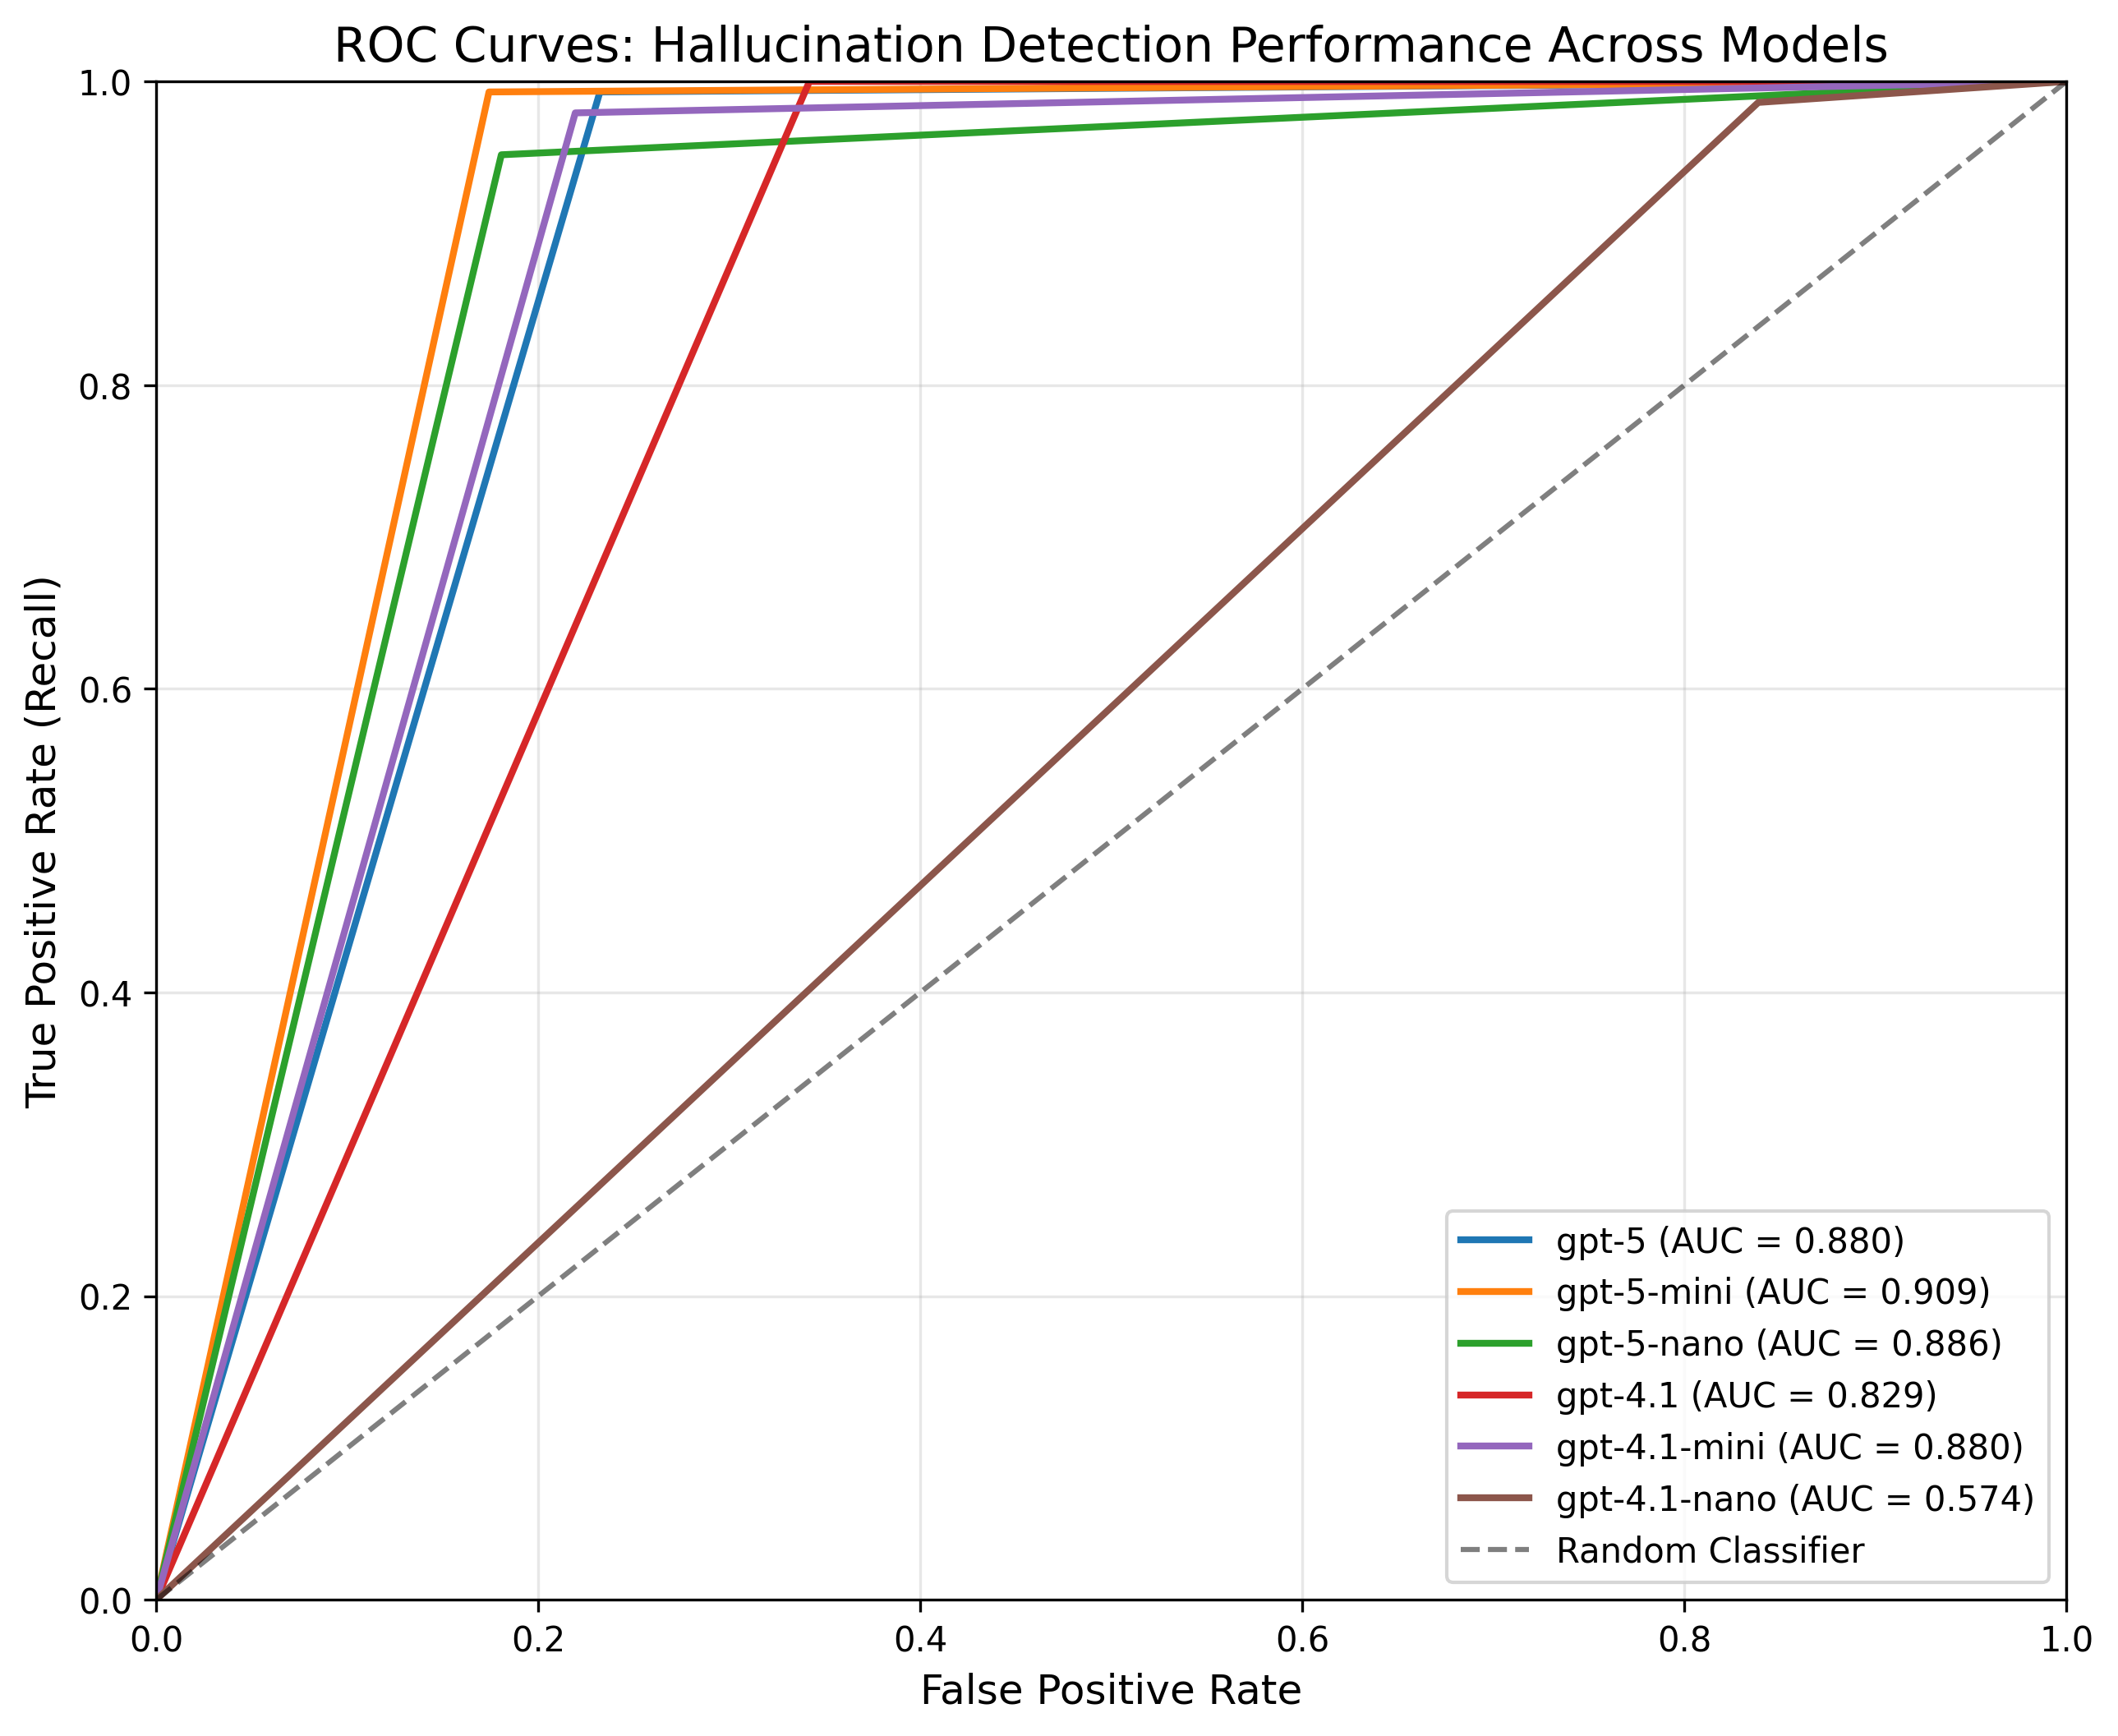 ROC Curves: Hallucination Detection Performance Across Models
True Positive Rate (Recall)
1.0
0.8
0.6
0.4
0.2
0.0
gpt-5 (AUC = 0.880)
gpt-5-mini (AUC = 0.909)
gpt-5-nano (AUC = 0.886)
gpt-4.1 (AUC = 0.829)
gpt-4.1-mini (AUC = 0.880)
gpt-4.1-nano (AUC = 0.574)
Random Classifier
0.0 0.2 0.4 0.6 0.8 1.0
False Positive Rate